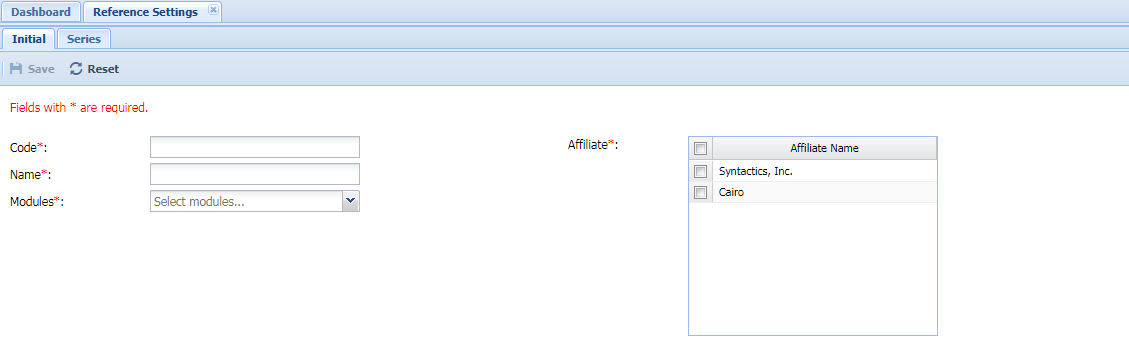 Dashboard Reference Settings
Initial Series
Save Reset
Fields with * are required.
Code*:
Name*:
Modules*: Select modules...
Affiliate*:
Affiliate Name
Syntactics, Inc.
Cairo